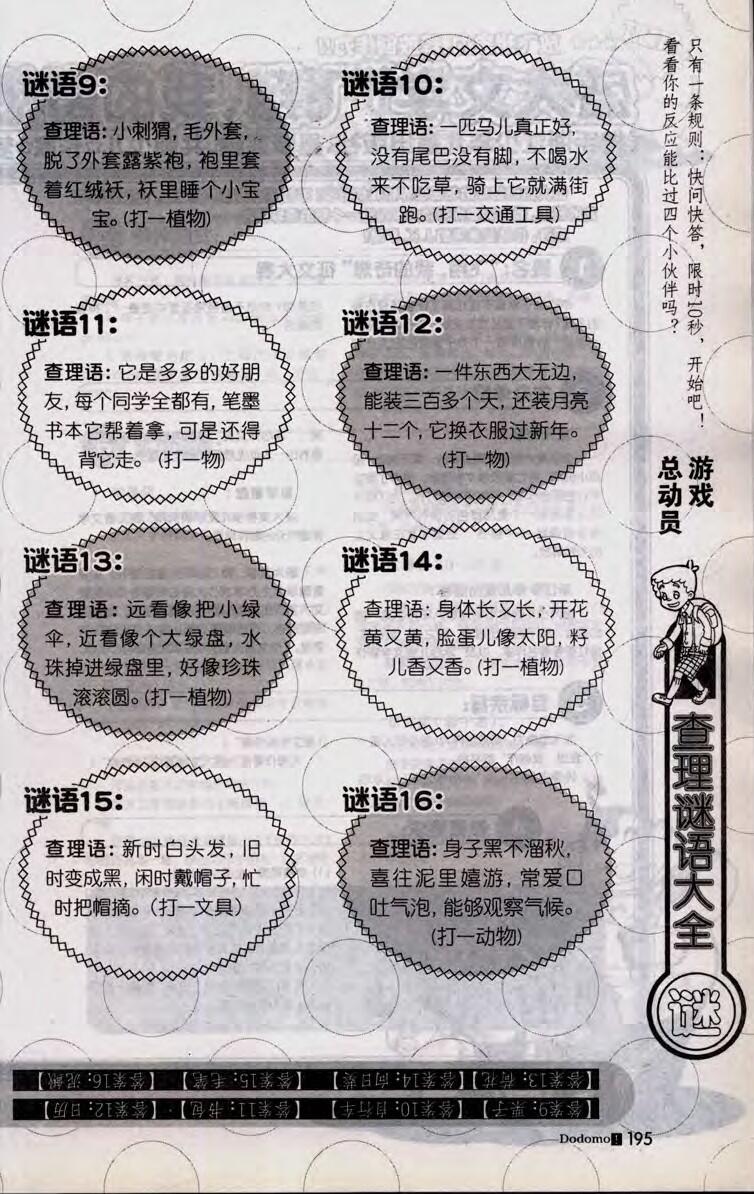 只有一条规则：快问快答，限时10秒，开始吧！
看看你的反应能比过四个小伙伴吗？
游戏
总动员
查理谜语大全
谜
谜语9:
查理语：小刺猬，毛外套，
脱了外套露紫袍，袍里套
着红绒袄，袄里睡个小宝
宝。(打一植物)
谜语10:
查理语：一匹马儿真正好，
没有尾巴没有脚，不喝水
来不吃草，骑上它就满街
跑。(打一交通工具)
谜语11:
查理语：它是多多的好朋
友，每个同学全都有，笔墨
书本它帮着拿，可是还得
背它走。(打一物)
谜语12:
查理语：一件东西大无边，
能装三百多个天，还装月亮
十二个，它换衣服过新年。
(打一物)
谜语13:
查理语：远看像把小绿
伞，近看像个大绿盘，水
珠掉进绿盘里，好像珍珠
滚滚圆。(打一植物)
谜语14:
查理语：身体长又长，开花
黄又黄，脸蛋儿像太阳，籽
儿香又香。(打一植物)
谜语15:
查理语：新时白头发，旧
时变成黑，闲时戴帽子，忙
时把帽摘。(打一文具)
谜语16:
查理语：身子黑不溜秋，
喜往泥里嬉游，常爱口
吐气泡，能够观察气候。
(打一动物)
【答案9：栗子】【答案10：自行车】【答案11：书包】【答案12：日历】
【答案13：荷花】【答案14：向日葵】【答案15：毛笔】【答案16：泥鳅】
Dodomo! 195